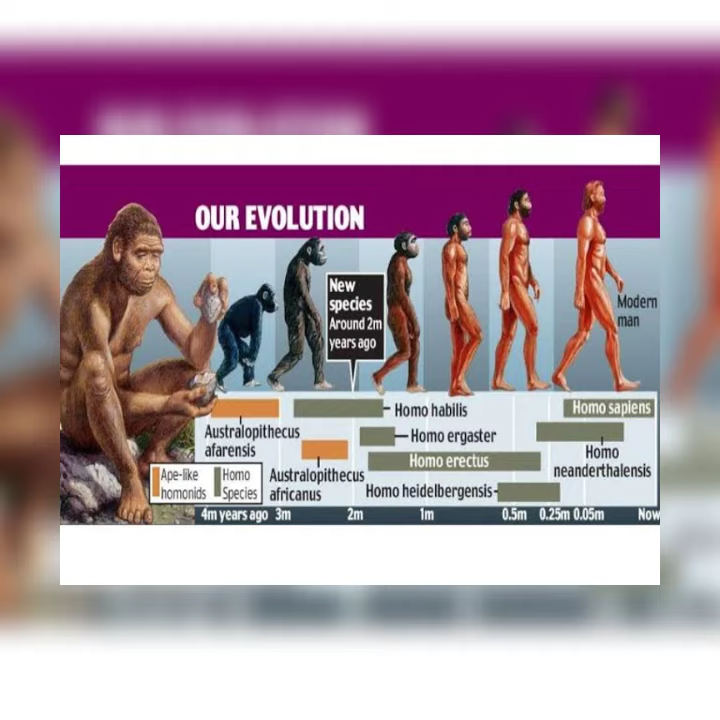 OUR EVOLUTION
New
species
Around 2m
years ago
Modern
man
Homo habilis
Homo sapiens
Australopithecus
afarensis
Homo ergaster
Homo
neanderthalensis
Homo erectus
Ape-like
homonids
Homo
Species
Australopithecus
africanus
Homo heidelbergensis
4m years ago 3m 2m 1m 0.5m 0.25m 0.05m Now